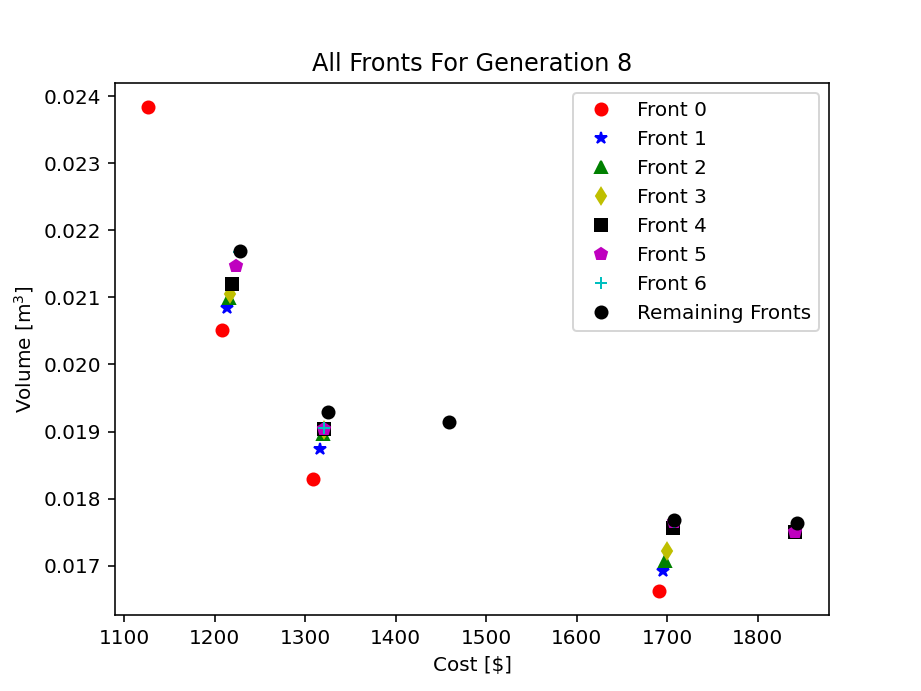 All Fronts For Generation 8
0.024
0.023
0.022
0.021
0.020
0.019
0.018
0.017
Volume [m³]
Front 0
Front 1
Front 2
Front 3
Front 4
Front 5
Front 6
Remaining Fronts
1100 1200 1300 1400 1500 1600 1700 1800
Cost [$]